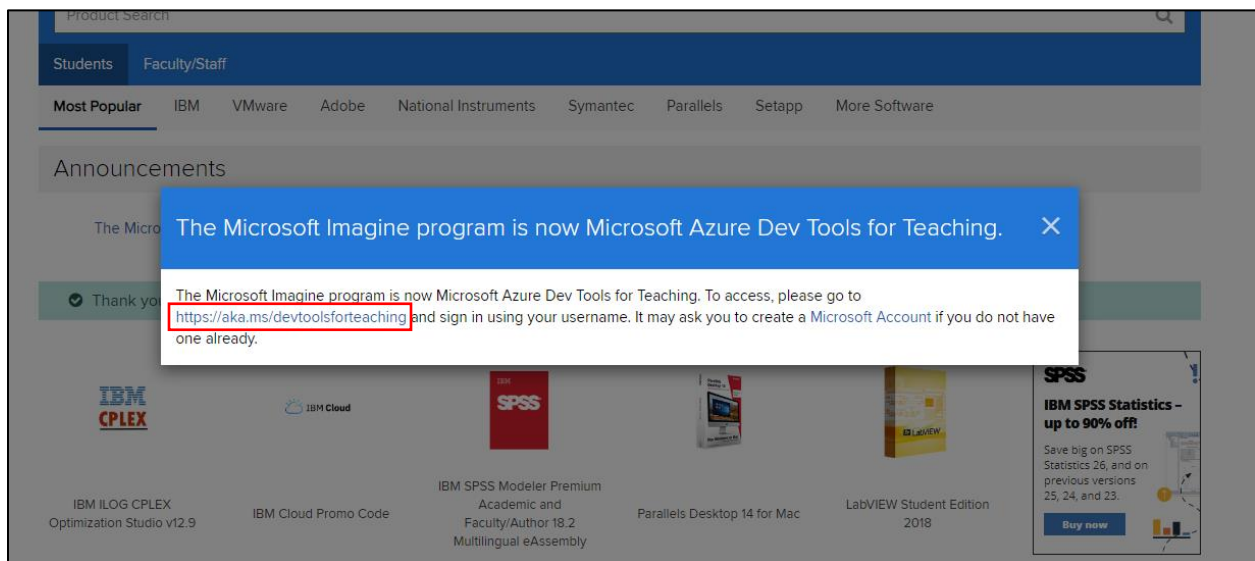 Product Search
Students Faculty/Staff
Most Popular IBM VMware Adobe National Instruments Symantec Parallels Setapp More Software
Announcements
The Micro
The Microsoft Imagine program is now Microsoft Azure Dev Tools for Teaching.
Thank you
The Microsoft Imagine program is now Microsoft Azure Dev Tools for Teaching. To access, please go to
https://aka.ms/devtoolsforteaching and sign in using your username. It may ask you to create a Microsoft Account if you do not have
one already.
IBM
CPLEX
IBM Cloud
IBM
SPSS
LabVIEW
IBM ILOG CPLEX
Optimization Studio v12.9
IBM Cloud Promo Code
IBM SPSS Modeler Premium
Academic and
Faculty/Author 18.2
Multilingual eAssembly
Parallels Desktop 14 for Mac
LabVIEW Student Edition
2018
SPSS
IBM SPSS Statistics –
up to 90% off!
Save big on SPSS
Statistics 26, and on
previous versions
25, 24, and 23.
Buy now